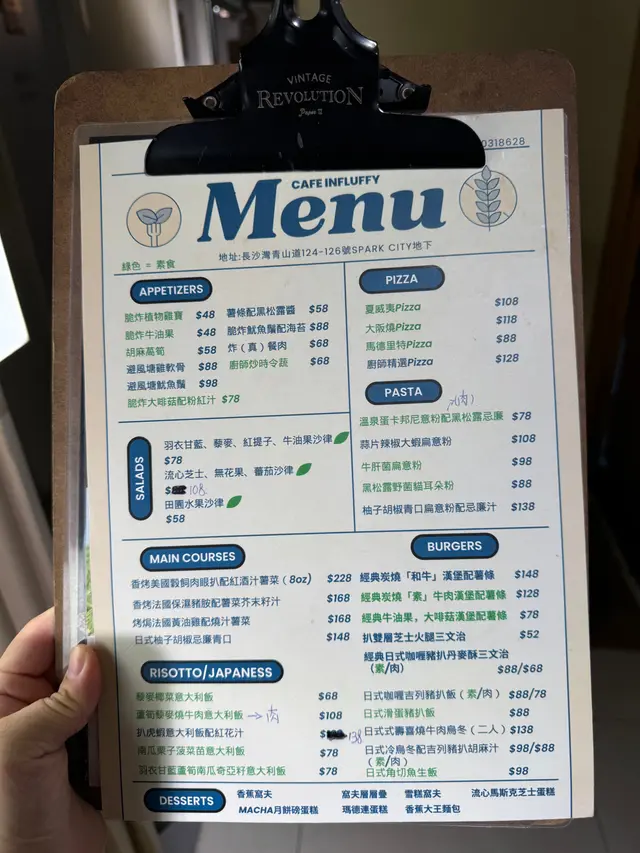 VINTAGE
REVOLUTION
Paper
0318628
CAFE INFLUFFY
Menu
地址:長沙灣青山道124-126號SPARK CITY地下
綠色 = 素食
APPETIZERS
脆炸植物雞寶 $48
脆炸牛油果 $48
胡麻萵筍 $58
避風塘雞軟骨 $88
避風塘魷魚鬚 $98
脆炸大啡菇配粉紅汁 $78
薯條配黑松露醬 $58
脆炸魷魚鬚配海苔 $88
炸（真）餐肉 $68
廚師炒時令蔬 $68
SALADS
羽衣甘藍、藜麥、紅提子、牛油果沙律
$78
流心芝士、無花果、蕃茄沙律
108
田園水果沙律
$58
PIZZA
夏威夷Pizza $108
大阪燒Pizza $118
馬德里特Pizza $88
廚師精選Pizza $128
PASTA
(肉)
溫泉蛋卡邦尼意粉配黑松露忌廉 $78
蒜片辣椒大蝦扁意粉 $108
牛肝菌扁意粉 $98
黑松露野菌貓耳朵粉 $88
柚子胡椒青口扁意粉配忌廉汁 $138
MAIN COURSES
香烤美國穀飼肉眼扒配紅酒汁薯菜（8oz） $228
香烤法國保濕豬胺配薯菜芥末籽汁 $168
烤焗法國黃油雞配燒汁薯菜 $168
日式柚子胡椒忌廉青口 $148
BURGERS
經典炭燒「和牛」漢堡配薯條 $148
經典炭燒「素」牛肉漢堡配薯條 $128
經典牛油果，大啡菇漢堡配薯條 $78
扒雙層芝士火腿三文治 $52
經典日式咖喱豬扒丹麥酥三文治
（素/肉） $88/$68
RISOTTO/JAPANESS
藜麥椰菜意大利飯 $68
蘆筍藜麥燒牛肉意大利飯 → 肉 $108
扒虎蝦意大利飯配紅花汁 138
南瓜栗子菠菜苗意大利飯 $78
羽衣甘藍蘆筍南瓜奇亞籽意大利飯 $78
日式咖喱吉列豬扒飯（素/肉） $88/78
日式滑蛋豬扒飯 $88
日式壽喜燒牛肉烏冬（二人） $138
日式冷烏冬配吉列豬扒胡麻汁 $98/$88
（素/肉）
日式角切魚生飯 $98
DESSERTS
香蕉窩夫 窩夫層層疊 雪糕窩夫 流心馬斯克芝士蛋糕
MACHA月餅磅蛋糕 瑪德連蛋糕 香蕉大王麵包